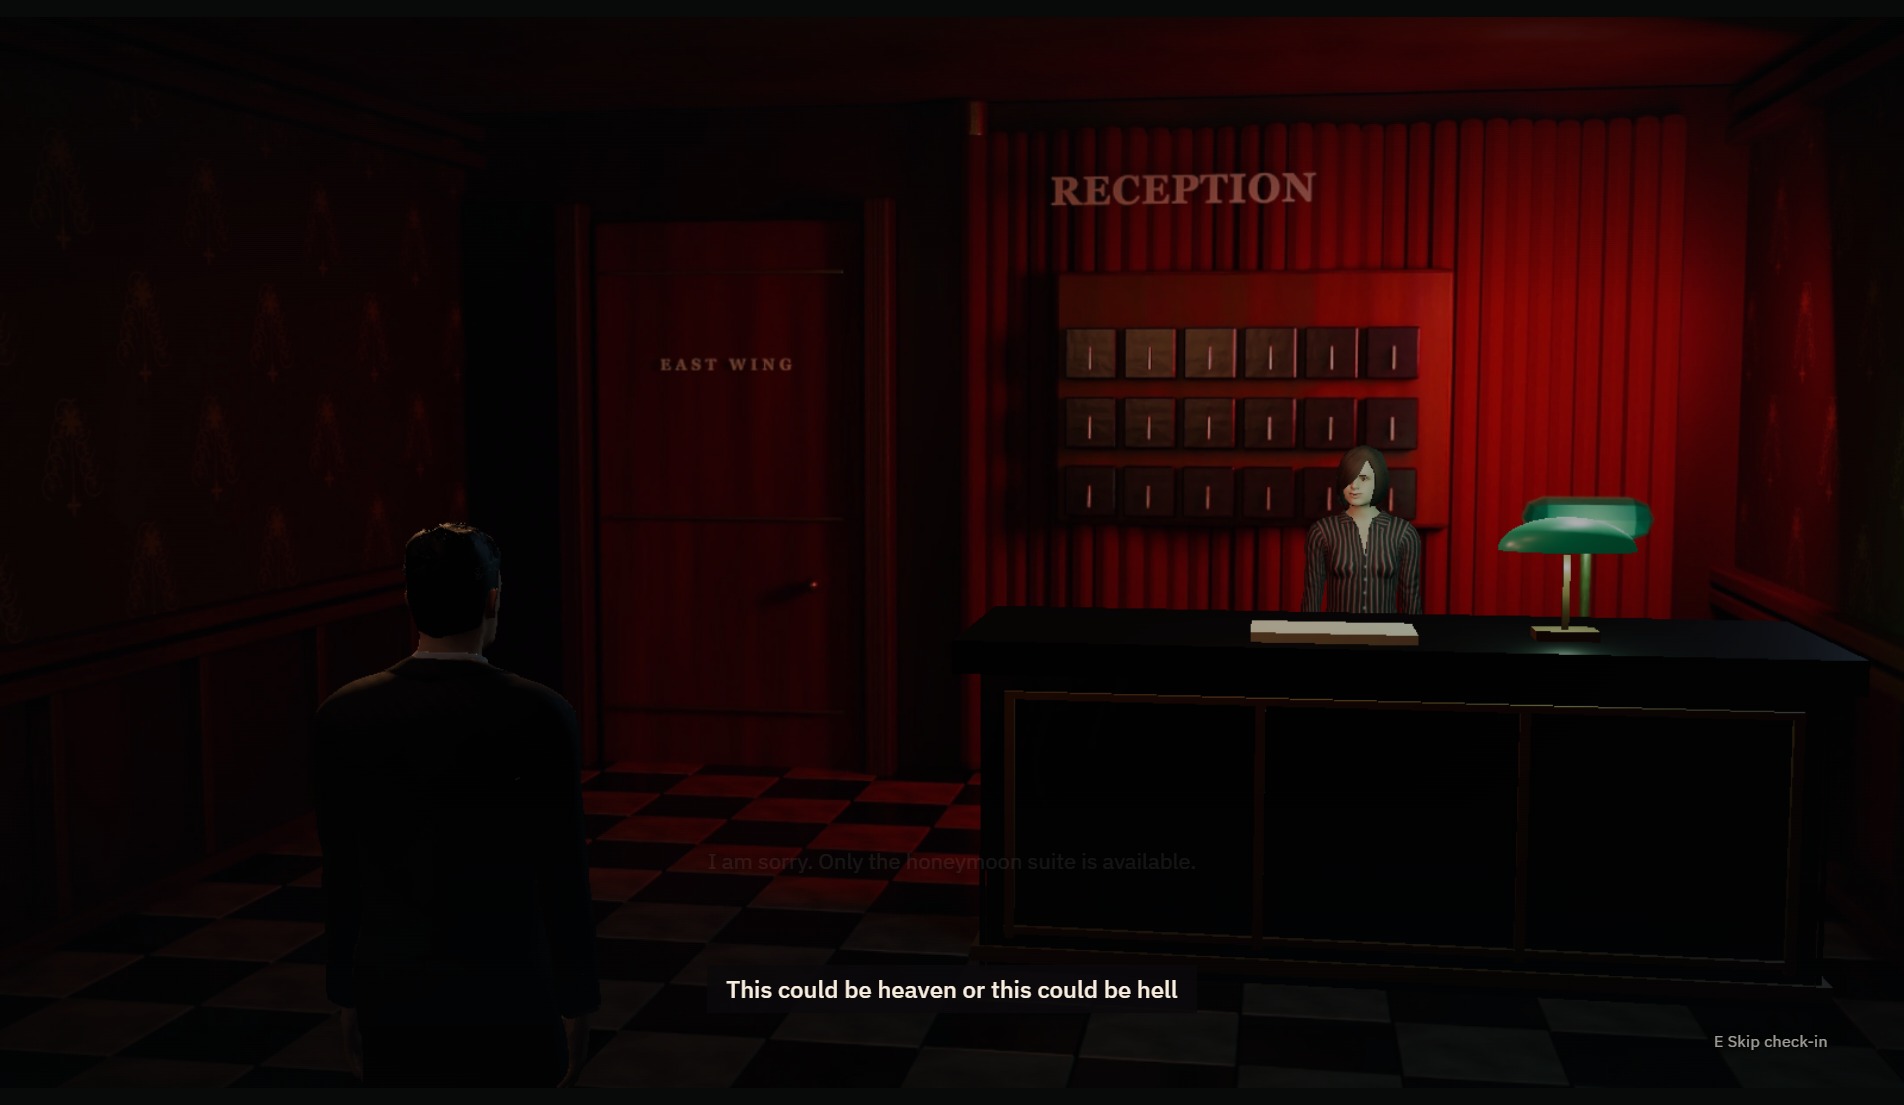 RECEPTION
EAST WING
I am sorry. Only the honeymoon suite is available.
This could be heaven or this could be hell
E Skip check-in